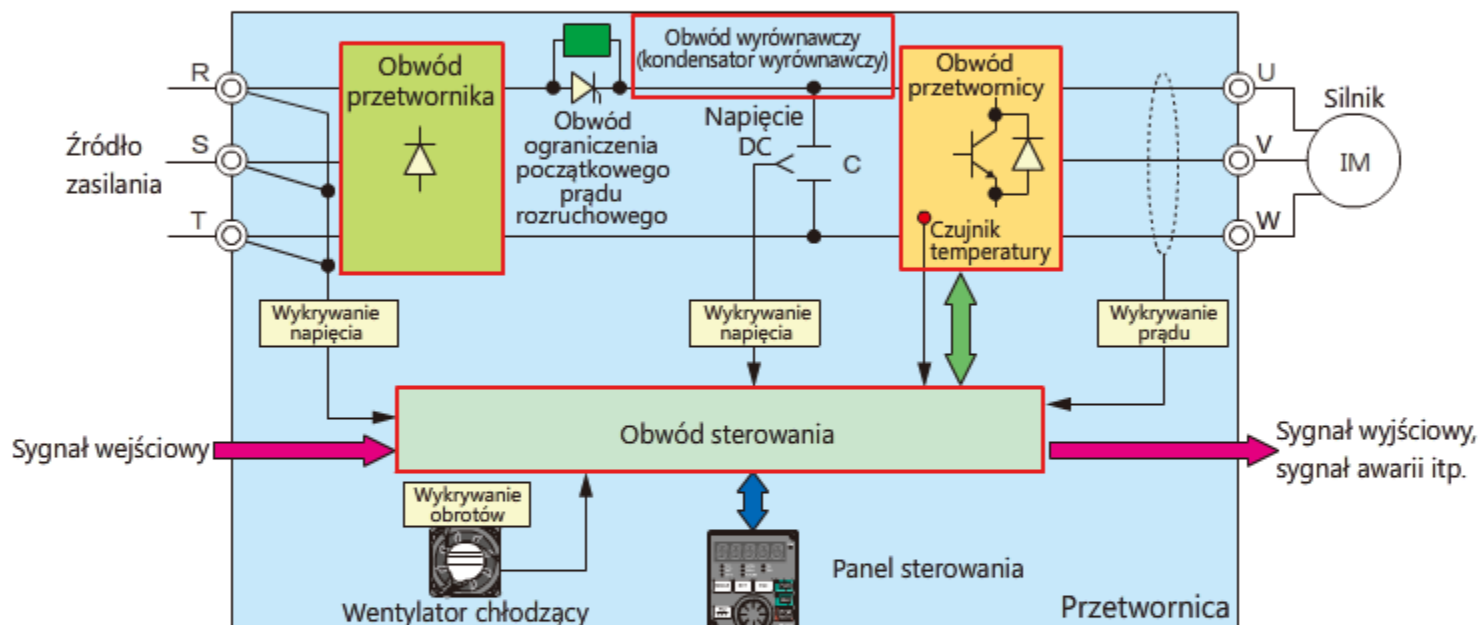 Obwód wyrównawczy
(kondensator wyrównawczy)
Obwód
przetwornika
Obwód
przetwornicy
R
S
T
Źródło
zasilania
Obwód
ograniczenia
początkowego
prądu
rozruchowego
Napięcie
DC
C
Czujnik
temperatury
U
V
W
Silnik
IM
Wykrywanie
napięcia
Wykrywanie
napięcia
Wykrywanie
prądu
Sygnał wejściowy
Obwód sterowania
Sygnał wyjściowy,
sygnał awarii itp.
Wykrywanie
obrotów
Wentylator chłodzący
Panel sterowania
Przetwornica